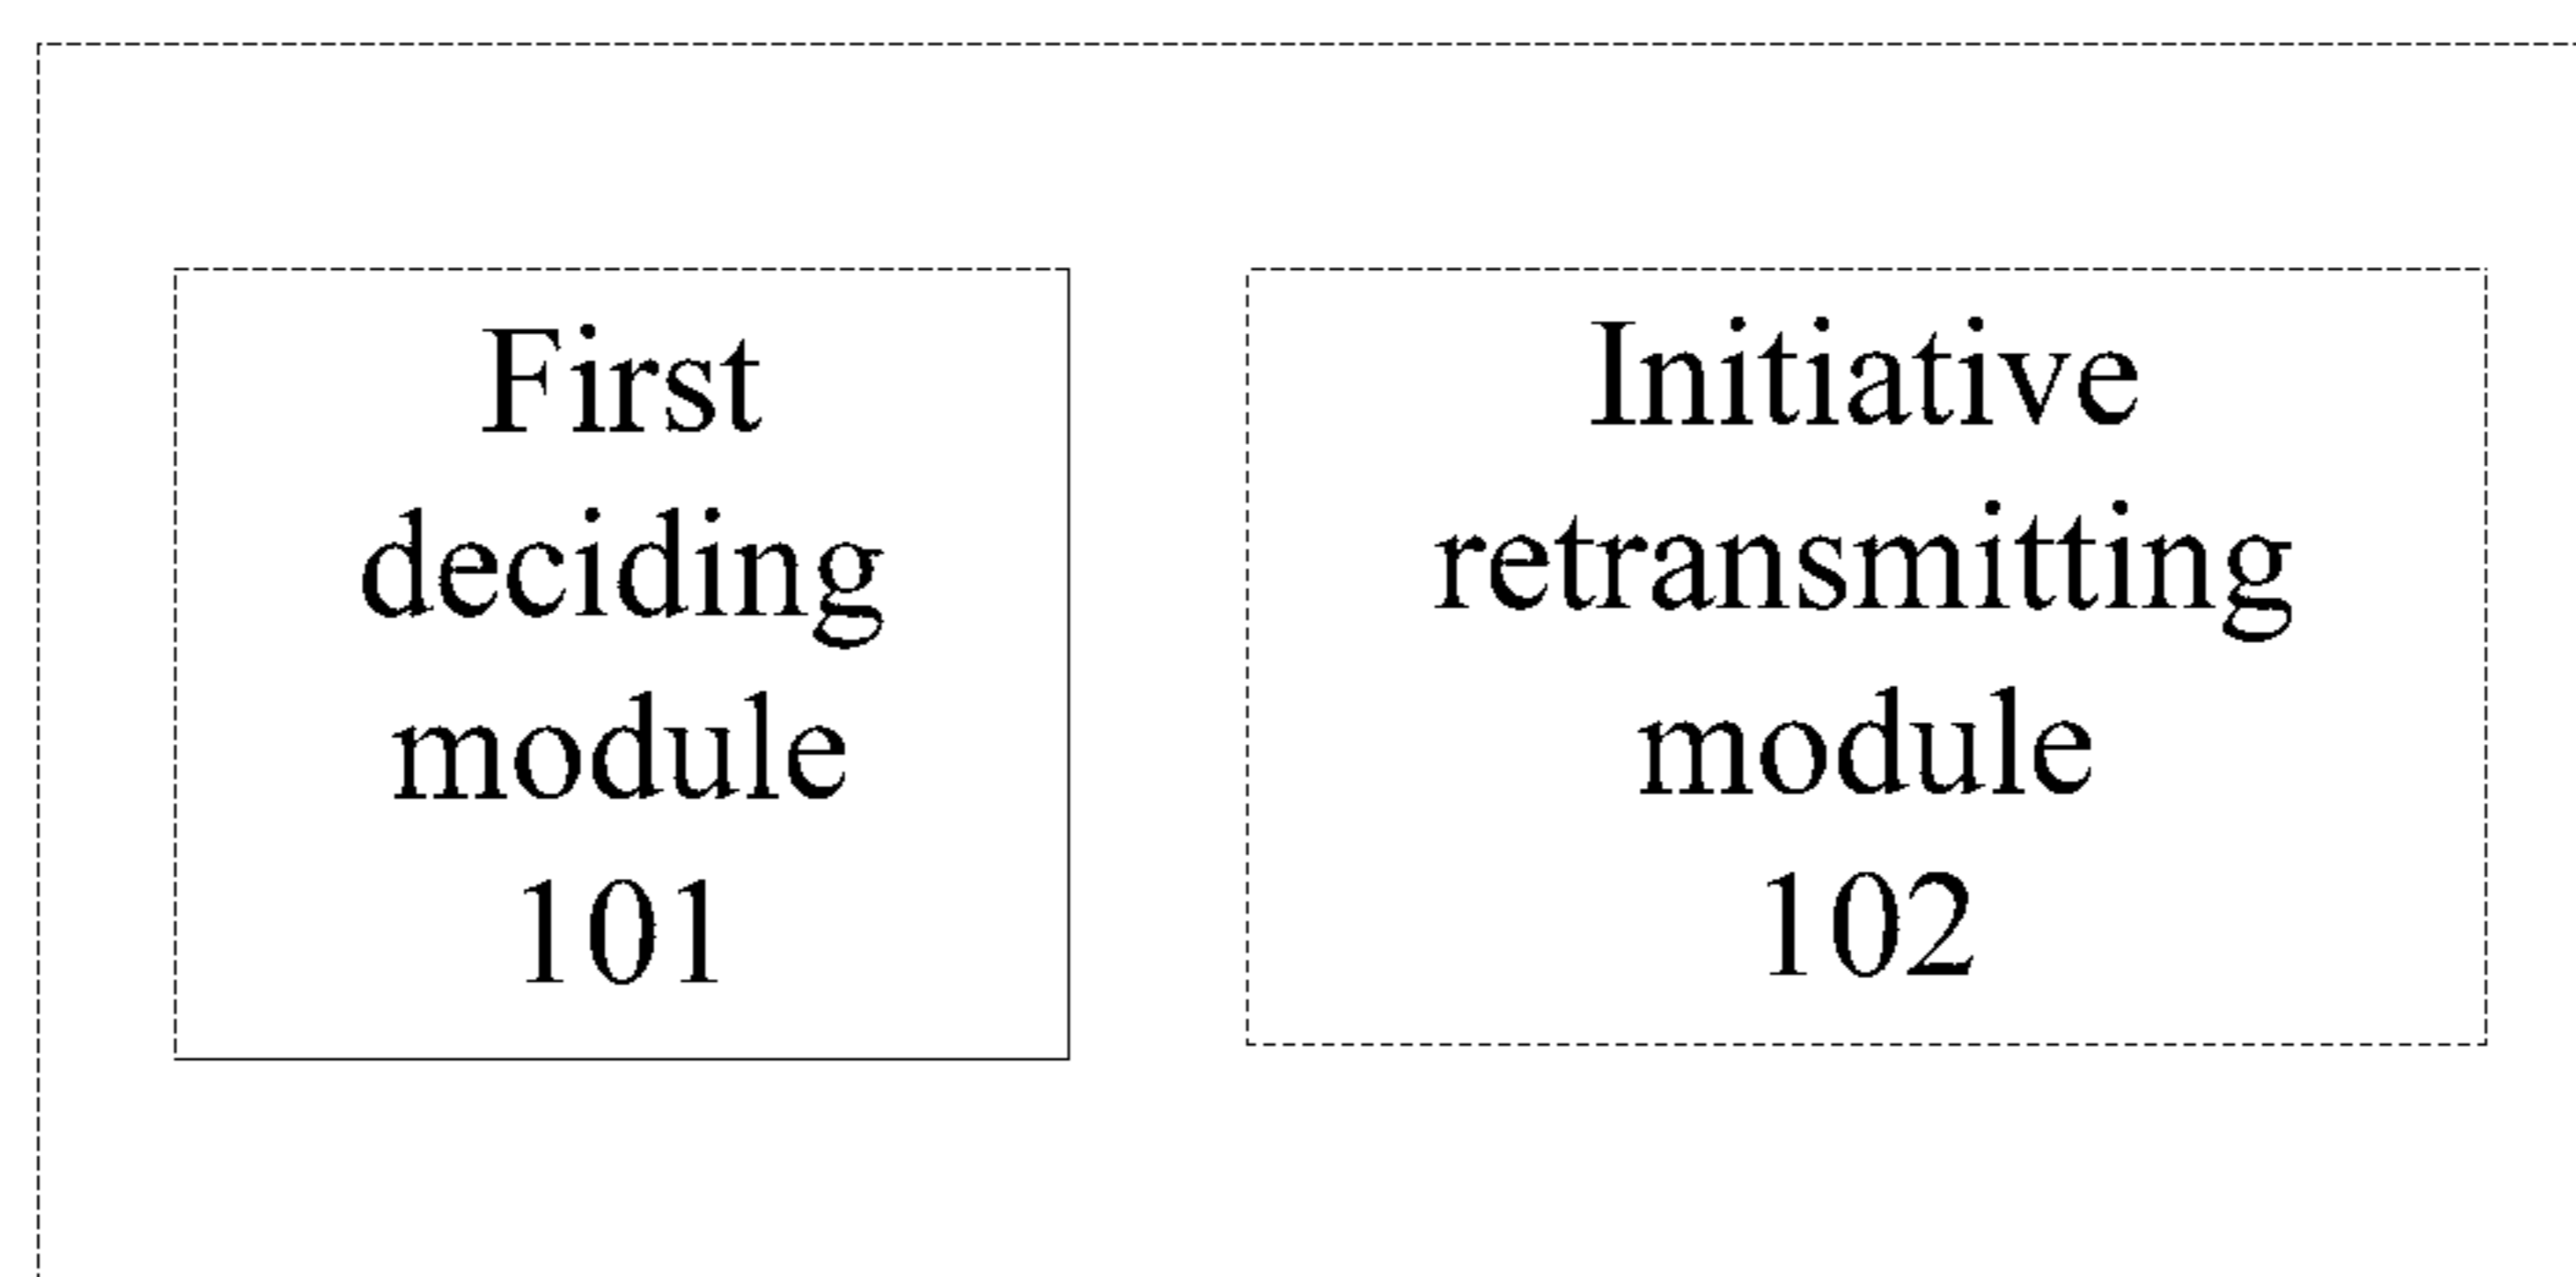 First
deciding
module
101
Initiative
retransmitting
module
102